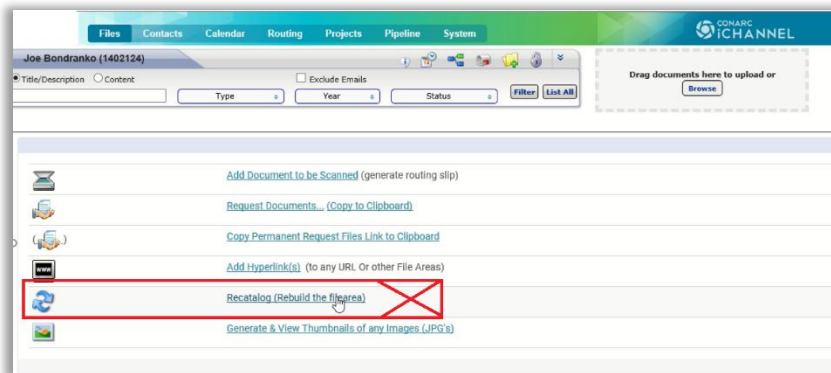 Files Contacts Calendar Routing Projects Pipeline System
CONARC
iCHANNEL
Joe Bondranko (1402124)
Title/Description Content Exclude Emails
Type Year Status Filter List All
Drag documents here to upload or
Browse
Add Document to be Scanned (generate routing slip)
Request Documents... (Copy to Clipboard)
Copy Permanent Request Files Link to Clipboard
www
Add Hyperlink(s) (to any URL Or other File Areas)
Recatalog (Rebuild the filearea)
Generate & View Thumbnails of any Images (JPG's)